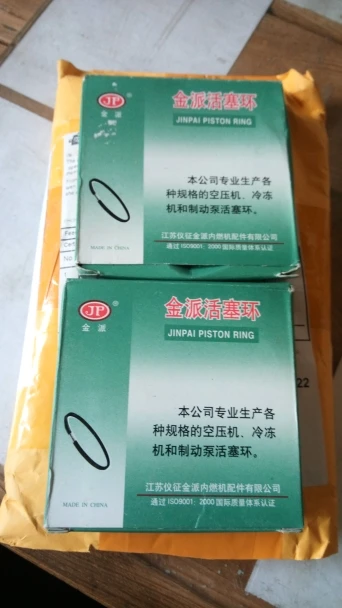 JP
®
金派
金派活塞环
JINPAI PISTON RING
本公司专业生产各
种规格的空压机、冷冻
机和制动泵活塞环。
MADE IN CHINA
江苏仪征金派内燃机配件有限公司
通过ISO9001:2000国际质量体系认证
JP
®
金派
金派活塞环
JINPAI PISTON RING
本公司专业生产各
种规格的空压机、冷冻
机和制动泵活塞环。
MADE IN CHINA
江苏仪征金派内燃机配件有限公司
通过ISO9001:2000国际质量体系认证
22